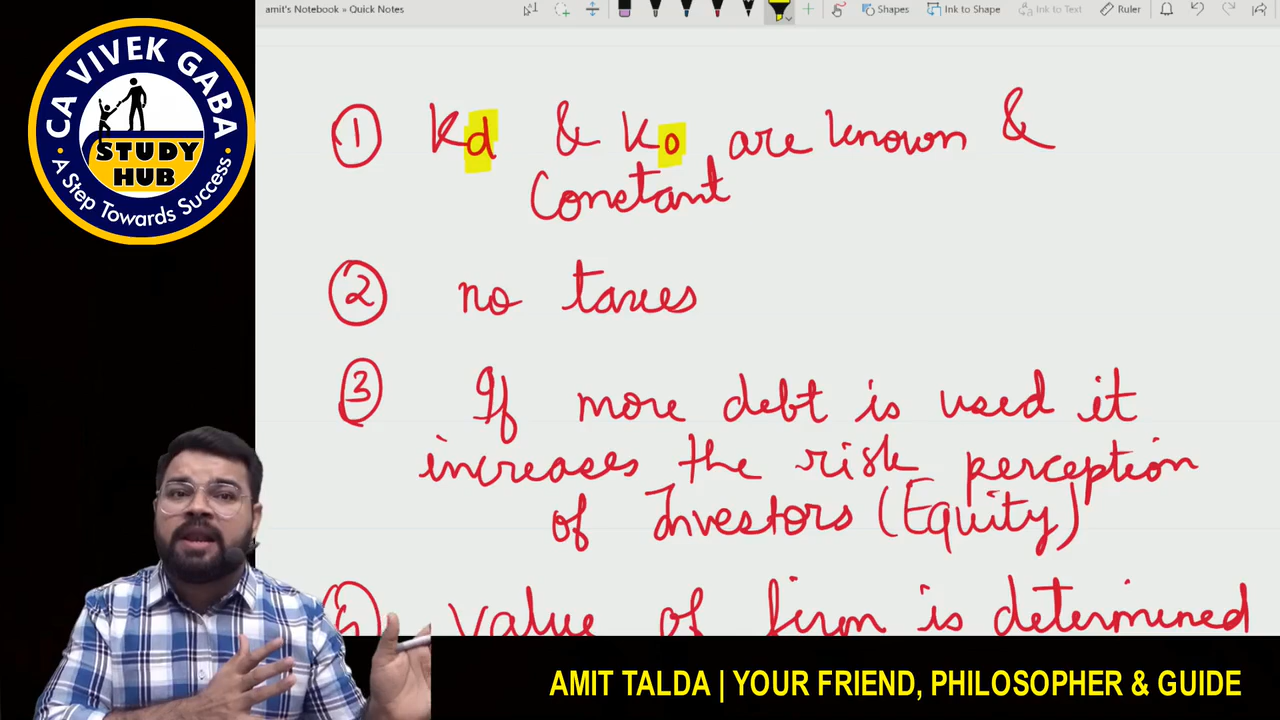 amit's Notebook » Quick Notes
Shapes
Ink to Shape
Ink to Text
Ruler
CA VIVEK GABA
STUDY
HUB
• A Step Towards Success •
1 Kd & Ko are known &
Constant
2 no taxes
3 If more debt is used it
increases the risk perception
of Investors (Equity)
value of firm is determined
AMIT TALDA | YOUR FRIEND, PHILOSOPHER & GUIDE